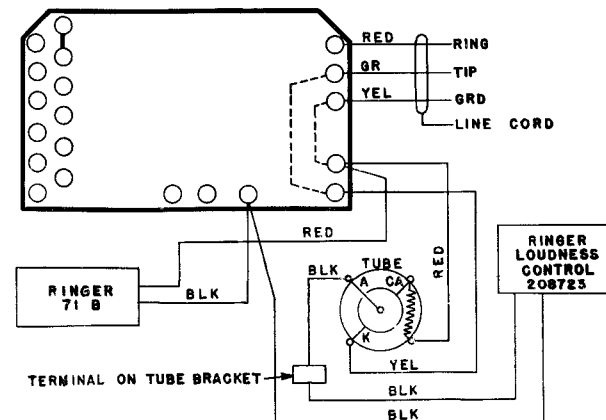 RED
RING
GR
TIP
YEL
GRD
LINE CORD
RED
RED
RINGER
71 B
BLK
TUBE
BLK
A
CA
K
YEL
RINGER
LOUDNESS
CONTROL
208723
TERMINAL ON TUBE BRACKET
BLK
BLK